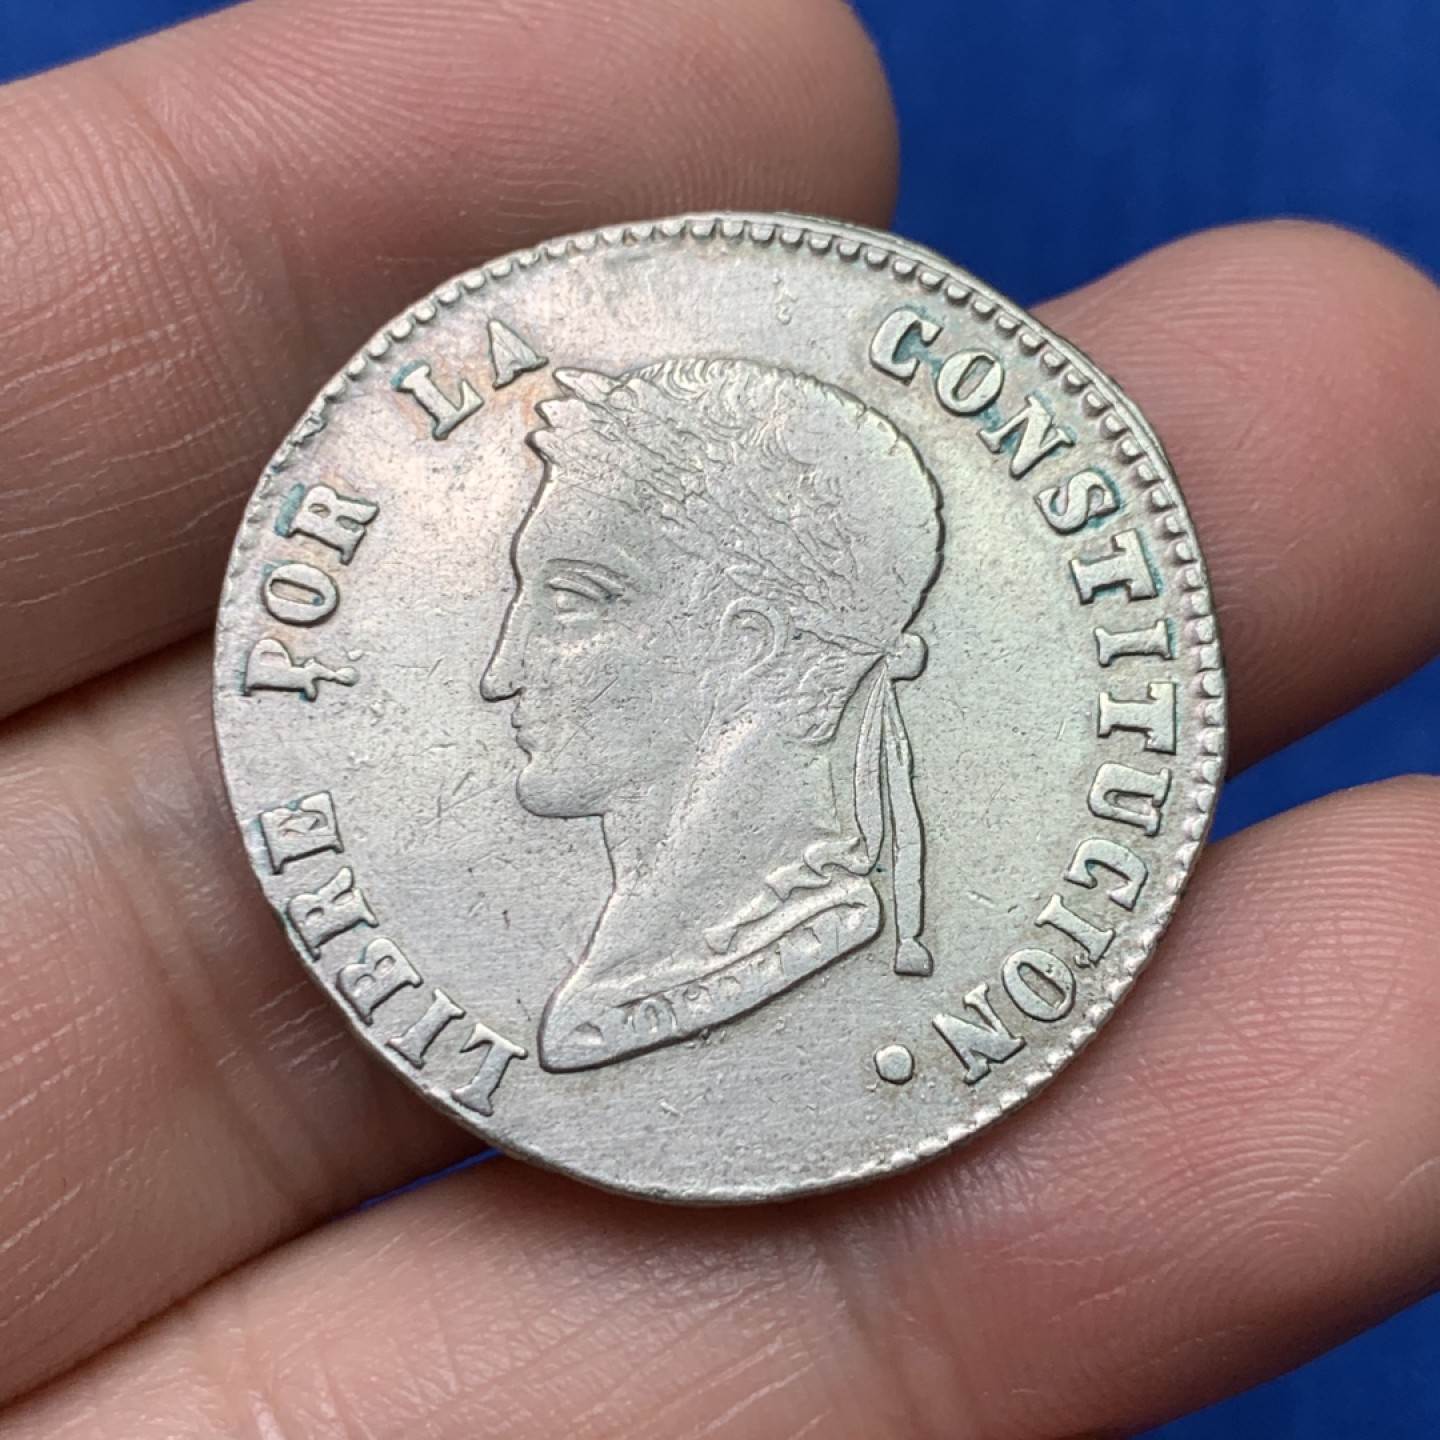 LIBRE POR LA CONSTITUCION •